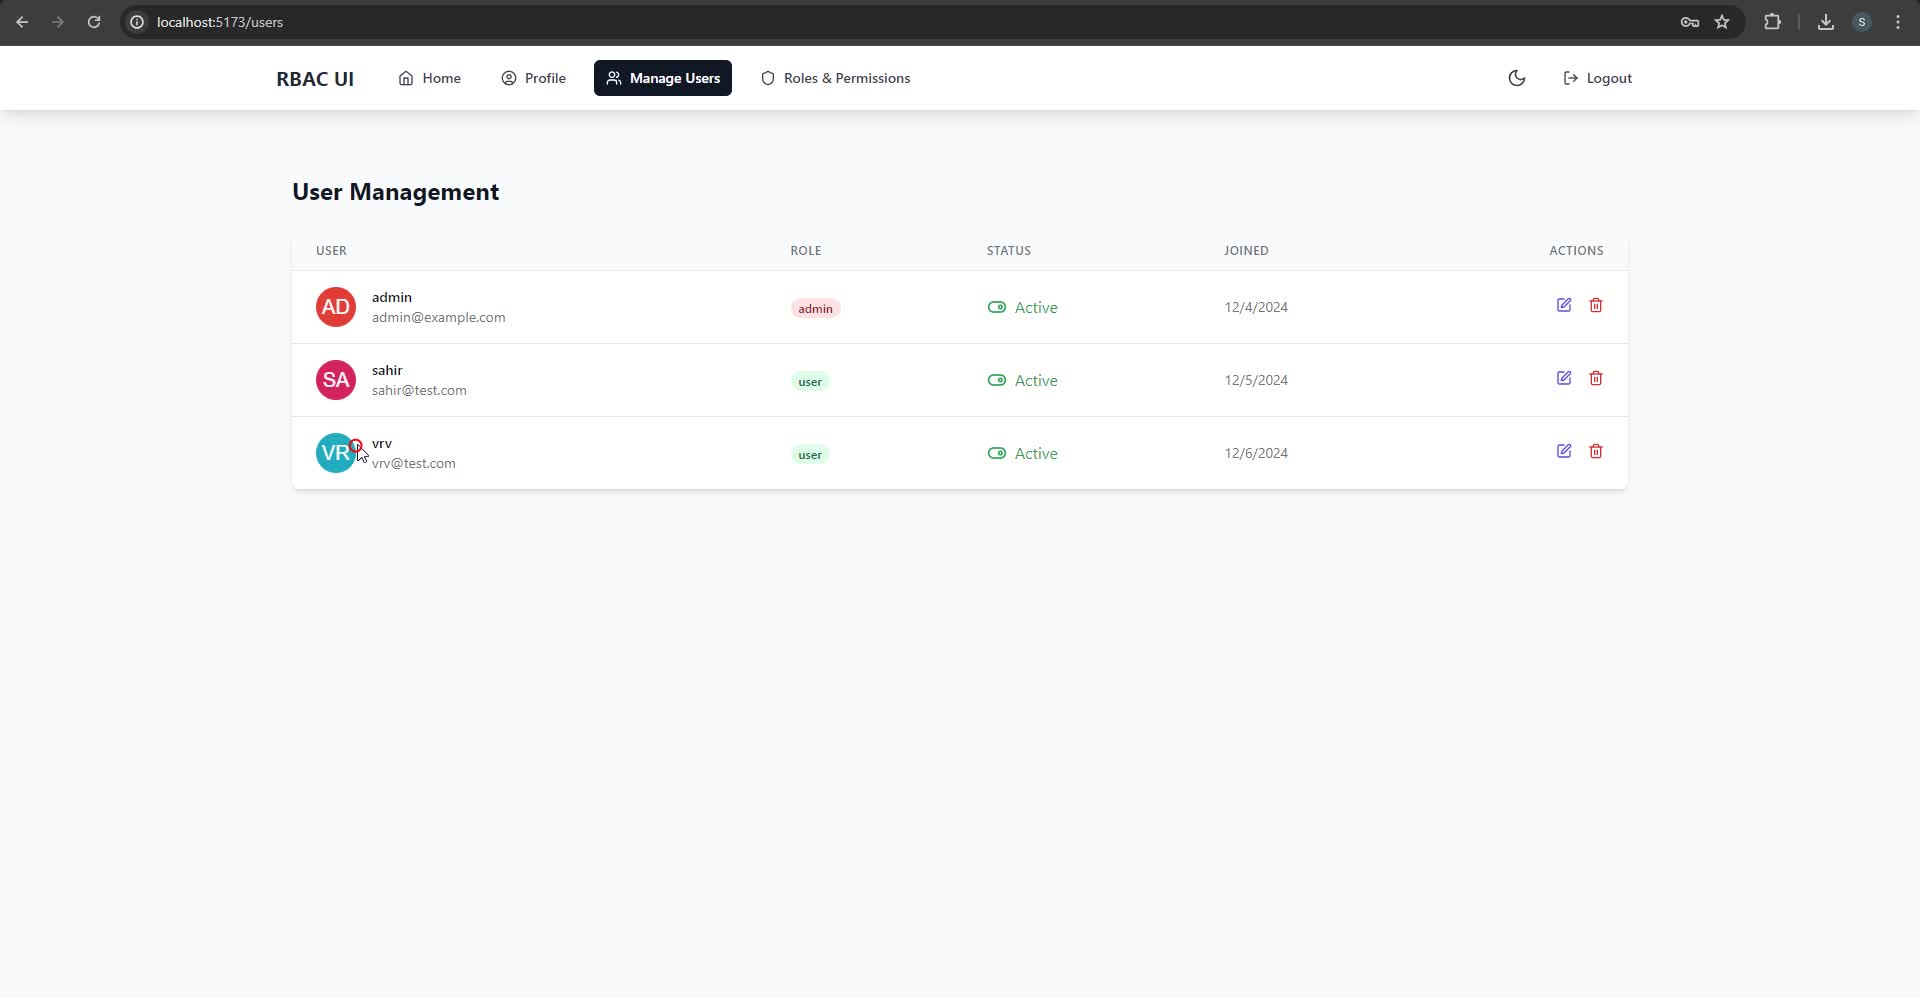 localhost:5173/users
S
RBAC UI
Home
Profile
Manage Users
Roles & Permissions
Logout
User Management
USER ROLE STATUS JOINED ACTIONS
AD admin admin Active 12/4/2024
admin@example.com
SA sahir user Active 12/5/2024
sahir@test.com
VR vrv user Active 12/6/2024
vrv@test.com